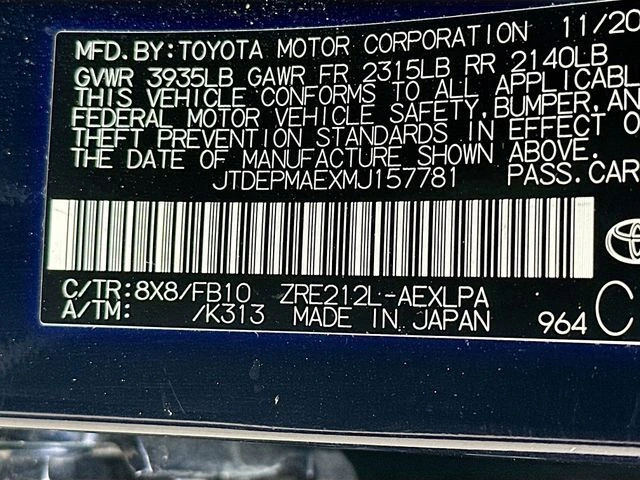 MFD. BY: TOYOTA MOTOR CORPORATION 11/20
GVWR 3935LB GAWR FR 2315LB RR 2140LB
THIS VEHICLE CONFORMS TO ALL APPLICABLE
FEDERAL MOTOR VEHICLE SAFETY, BUMPER, AN
THEFT PREVENTION STANDARDS IN EFFECT O
THE DATE OF MANUFACTURE SHOWN ABOVE.
JTDEPMAEXMJ157781 PASS. CAR
C/TR: 8X8/FB10 ZRE212L-AEXLPA
A/TM: /K313 MADE IN JAPAN 964 C